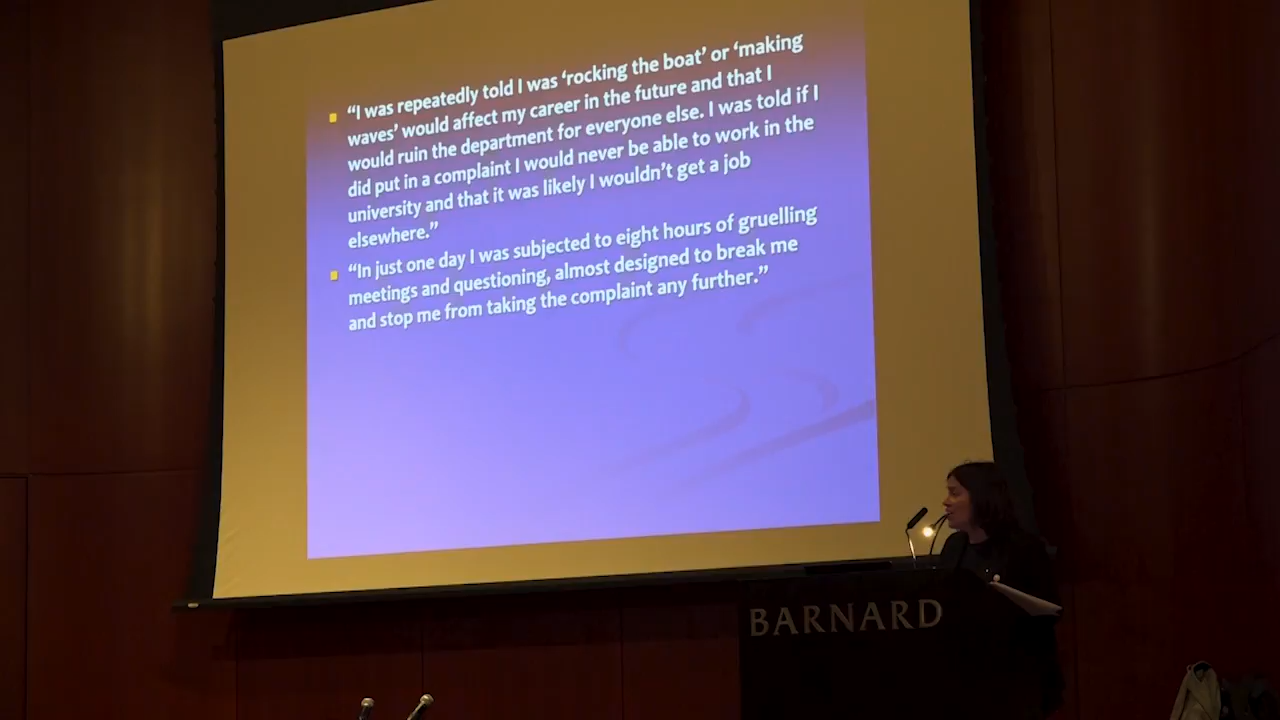 “I was repeatedly told I was ‘rocking the boat’ or ‘making
waves’ would affect my career in the future and that I
would ruin the department for everyone else. I was told if I
did put in a complaint I would never be able to work in the
university and that it was likely I wouldn’t get a job
elsewhere.”
“In just one day I was subjected to eight hours of gruelling
meetings and questioning, almost designed to break me
and stop me from taking the complaint any further.”
BARNARD